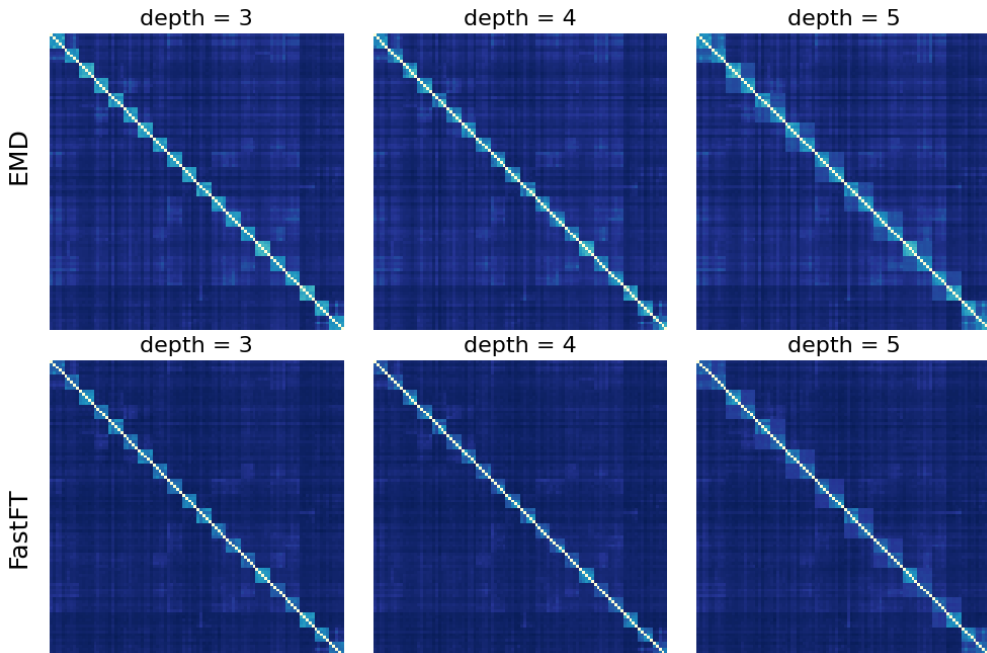 depth = 3
depth = 4
depth = 5
EMD
depth = 3
depth = 4
depth = 5
FastFT